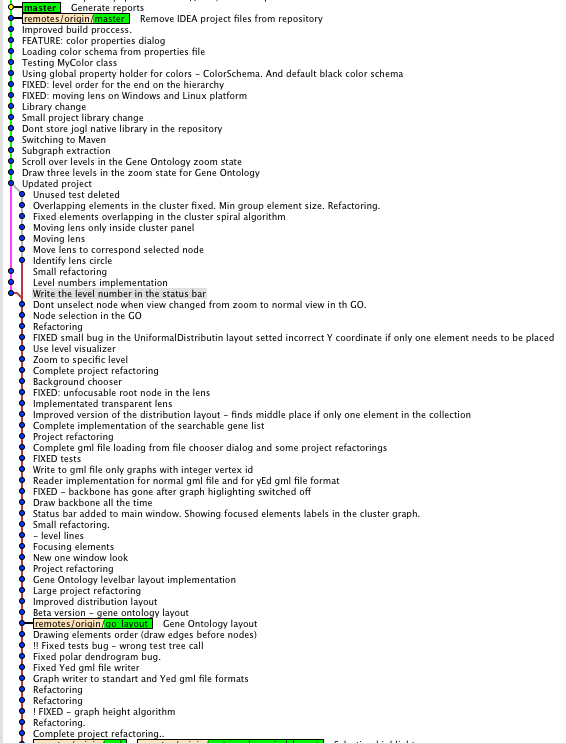 master Generate reports
remotes/origin/master Remove IDEA project files from repository
Improved build proccess.
FEATURE: color properties dialog
Loading color schema from properties file
Testing MyColor class
Using global property holder for colors - ColorSchema. And default black color schema
FIXED: level order for the end on the hierarchy
FIXED: moving lens on Windows and Linux platform
Library change
Small project library change
Dont store jogl native library in the repository
Switching to Maven
Subgraph extraction
Scroll over levels in the Gene Ontology zoom state
Draw three levels in the zoom state for Gene Ontology
Updated project
Unused test deleted
Overlapping elements in the cluster fixed. Min group element size. Refactoring.
Fixed elements overlapping in the cluster spiral algorithm
Moving lens only inside cluster panel
Moving lens
Move lens to correspond selected node
Identify lens circle
Small refactoring
Level numbers implementation
Write the level number in the status bar
Dont unselect node when view changed from zoom to normal view in th GO.
Node selection in the GO
Refactoring
FIXED small bug in the UniformalDistributin layout setted incorrect Y coordinate if only one element needs to be placed
Use level visualizer
Zoom to specific level
Complete project refactoring
Background chooser
FIXED: unfocusable root node in the lens
Implementated transparent lens
Improved version of the distribution layout - finds middle place if only one element in the collection
Complete implementation of the searchable gene list
Project refactoring
Complete gml file loading from file chooser dialog and some project refactorings
FIXED tests
Write to gml file only graphs with integer vertex id
Reader implementation for normal gml file and for yEd gml file format
FIXED - backbone has gone after graph higlighting switched off
Draw backbone all the time
Status bar added to main window. Showing focused elements labels in the cluster graph.
Small refactoring.
- level lines
Focusing elements
New one window look
Project refactoring
Gene Ontology levelbar layout implementation
Large project refactoring
Improved distribution layout
Beta version - gene ontology layout
remotes/origin/go_layout Gene Ontology layout
Drawing elements order (draw edges before nodes)
!! Fixed tests bug - wrong test tree call
Fixed polar dendrogram bug.
Fixed Yed gml file writer
Graph writer to standart and Yed gml file formats
Refactoring
Refactoring
! FIXED - graph height algorithm
Refactoring.
Complete project refactoring..